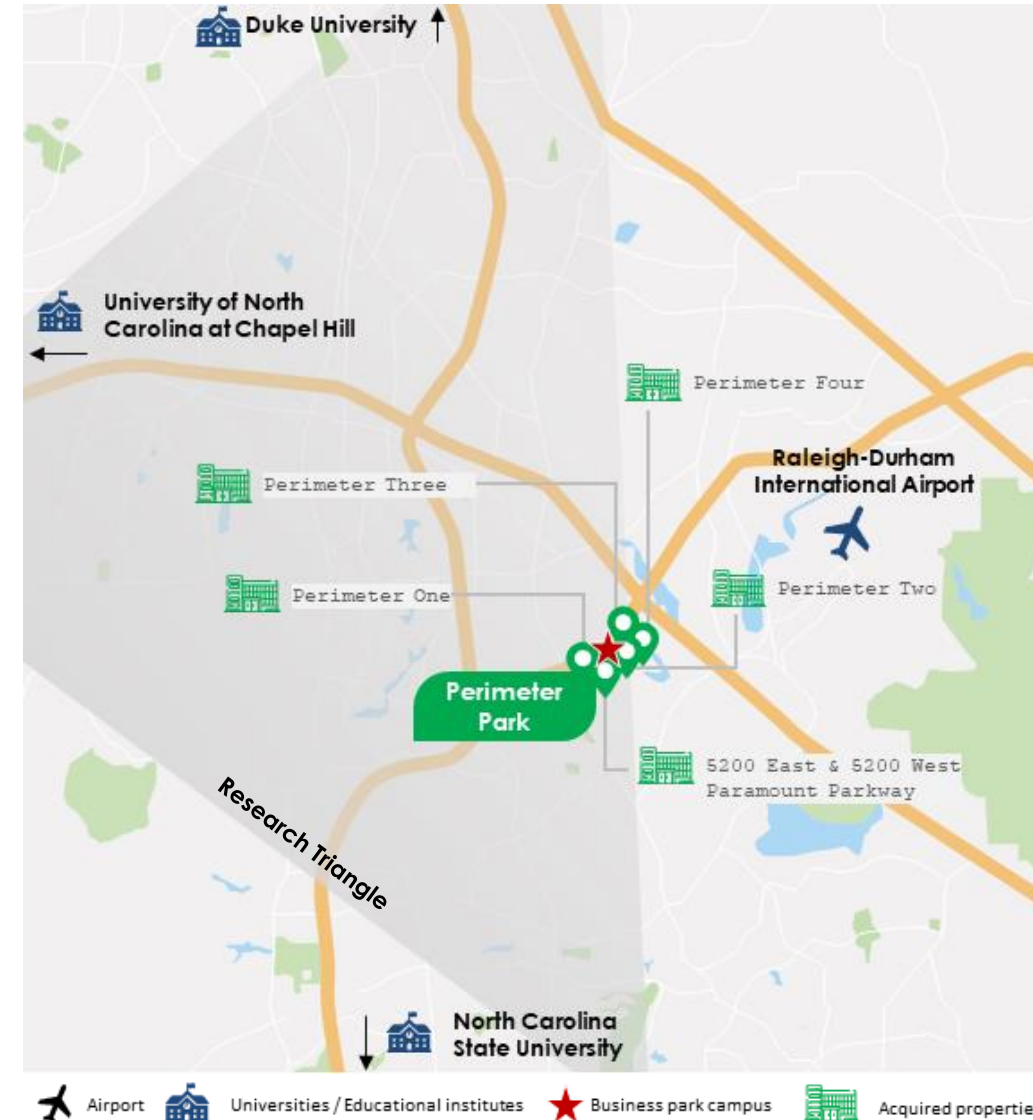 Duke University
University of North
Carolina at Chapel Hill
Perimeter Four
Raleigh-Durham
International Airport
Perimeter Three
Perimeter One
Perimeter Two
Perimeter
Park
5200 East & 5200 West
Paramount Parkway
Research Triangle
North Carolina
State University
Airport
Universities / Educational institutes
Business park campus
Acquired propertie